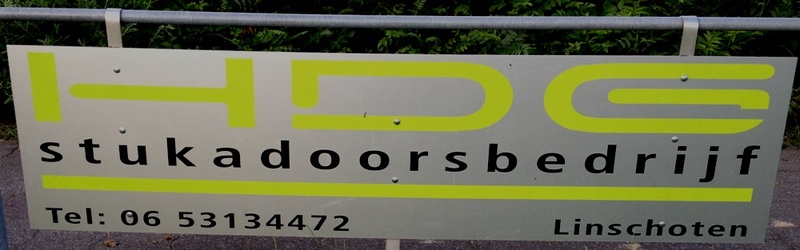 HDG
stukadoorsbedrijf
Tel: 06 53134472 Linschoten